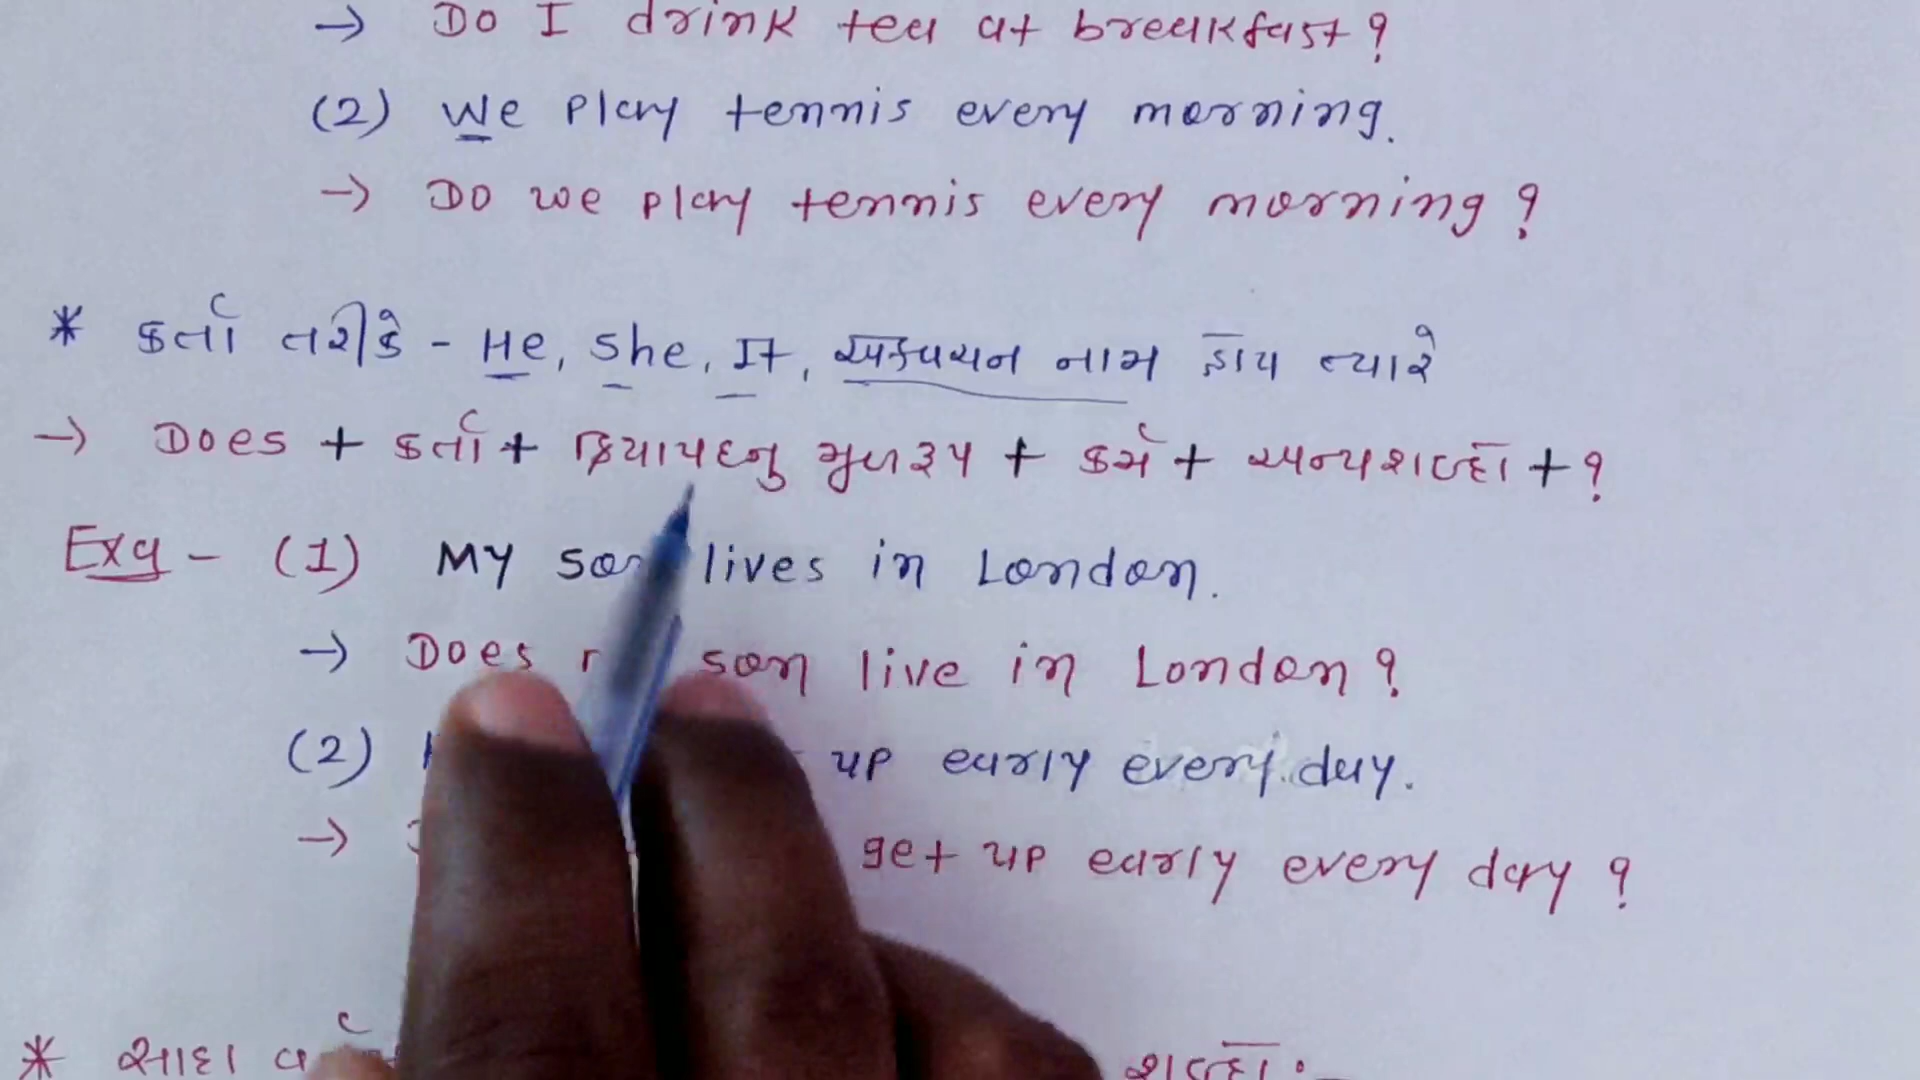 → Do I drink tea at breakfast ?
(2) We play tennis every morning.
→ Do we play tennis every morning ?
* કર્તા તરીકે - He, She, It, એકવચન નામ હોય ત્યારે
→ Does + કર્તા + ક્રિયાપદનુ મુળરૂપ + કર્મ + અન્યશબ્દો + ?
Exa - (1) My son lives in London.
→ Does son live in London ?
(2) up early every day.
→ get up early every day ?
* સાદા શબ્દો :